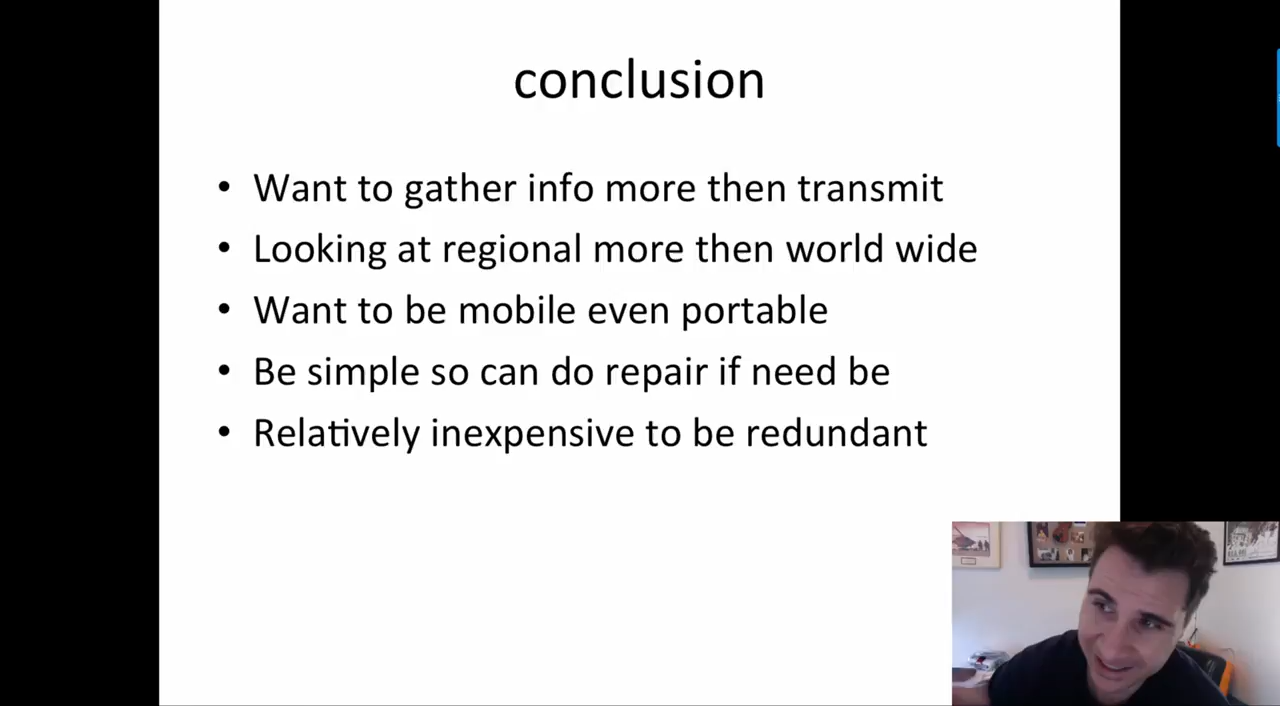 conclusion
• Want to gather info more then transmit
• Looking at regional more then world wide
• Want to be mobile even portable
• Be simple so can do repair if need be
• Relatively inexpensive to be redundant